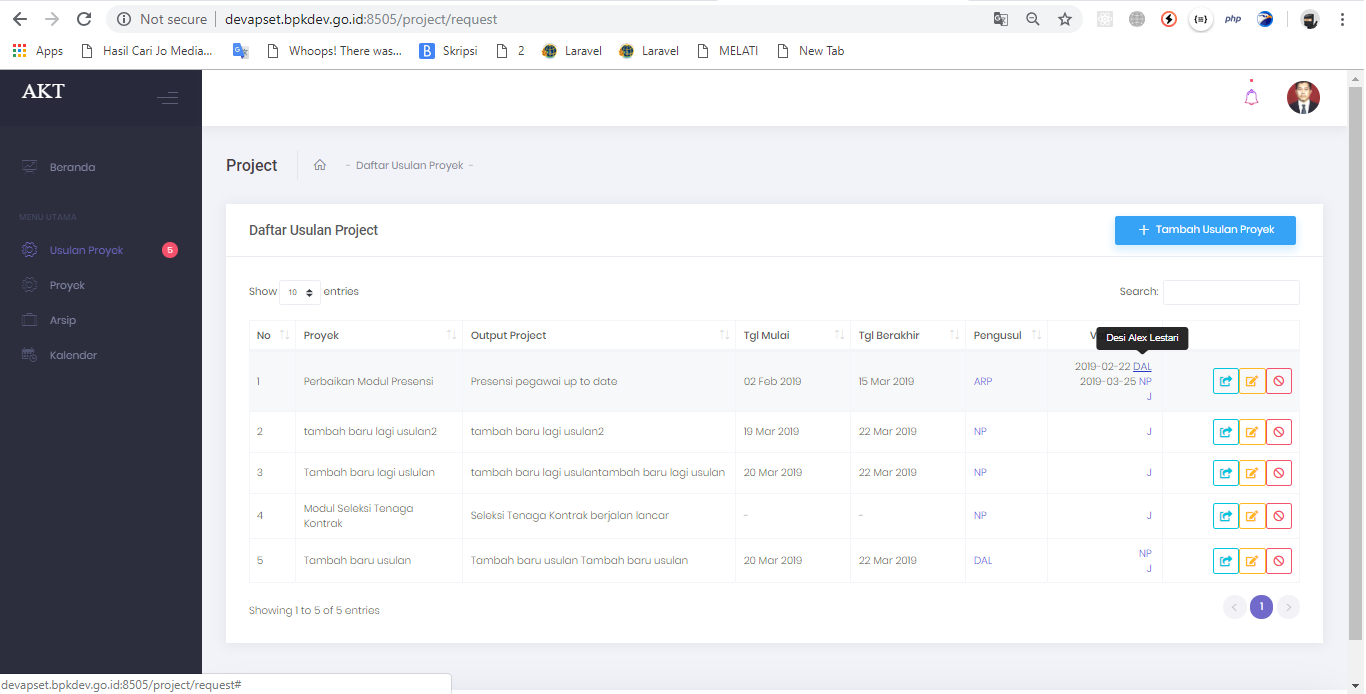 Not secure | devapset.bpkdev.go.id:8505/project/request
Apps Hasil Cari Jo Media... Whoops! There was... Skripsi 2 Laravel Laravel MELATI New Tab
AKT
Beranda
MENU UTAMA
Usulan Proyek 5
Proyek
Arsip
Kalender
Project - Daftar Usulan Proyek -
Daftar Usulan Project + Tambah Usulan Proyek
Show 10 entries Search:
No Proyek Output Project Tgl Mulai Tgl Berakhir Pengusul
Desi Alex Lestari
1 Perbaikan Modul Presensi Presensi pegawai up to date 02 Feb 2019 15 Mar 2019 ARP 2019-02-22 DAL
2019-03-25 NP
J
2 tambah baru lagi usulan2 tambah baru lagi usulan2 19 Mar 2019 22 Mar 2019 NP J
3 Tambah baru lagi uslulan tambah baru lagi usulantambah baru lagi usulan 20 Mar 2019 22 Mar 2019 NP J
4 Modul Seleksi Tenaga Kontrak Seleksi Tenaga Kontrak berjalan lancar - - NP J
5 Tambah baru usulan Tambah baru usulan Tambah baru usulan 20 Mar 2019 22 Mar 2019 DAL NP
J
Showing 1 to 5 of 5 entries
< 1 >
devapset.bpkdev.go.id:8505/project/request#
php